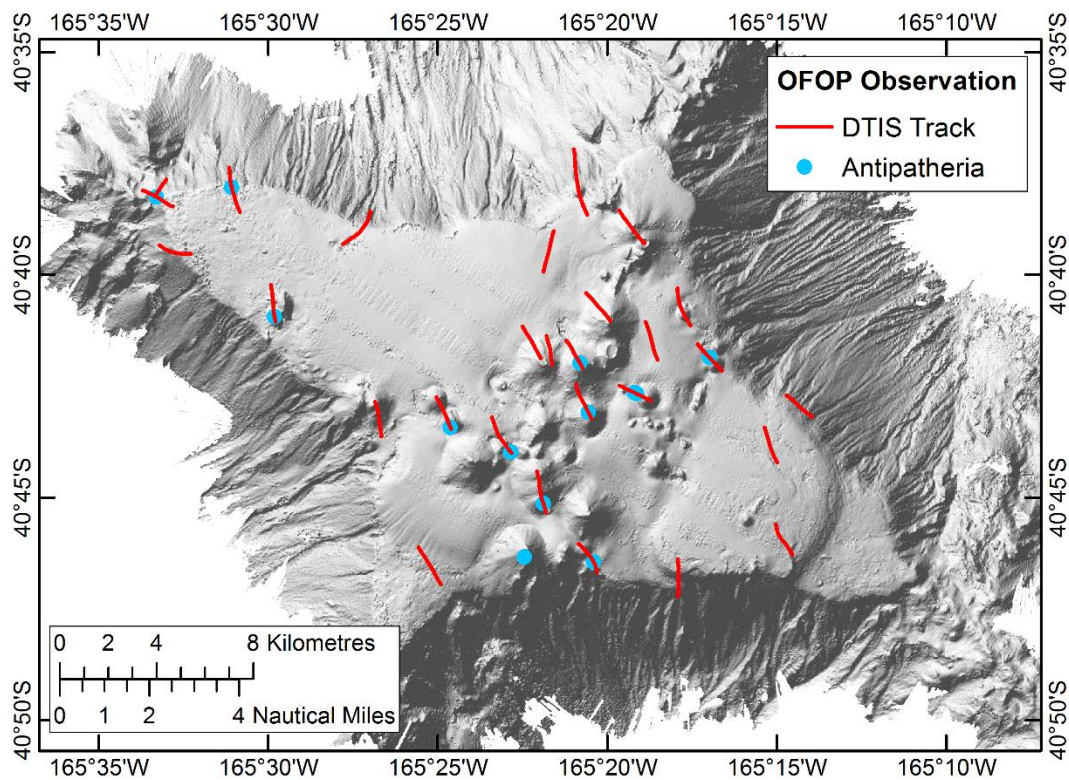 165°35'W 165°30'W 165°25'W 165°20'W 165°15'W 165°10'W
40°35'S 40°35'S
OFOP Observation
DTIS Track
Antipatheria
40°40'S 40°40'S
40°45'S 40°45'S
0 2 4 8 Kilometres
0 1 2 4 Nautical Miles
40°50'S 40°50'S
165°35'W 165°30'W 165°25'W 165°20'W 165°15'W 165°10'W